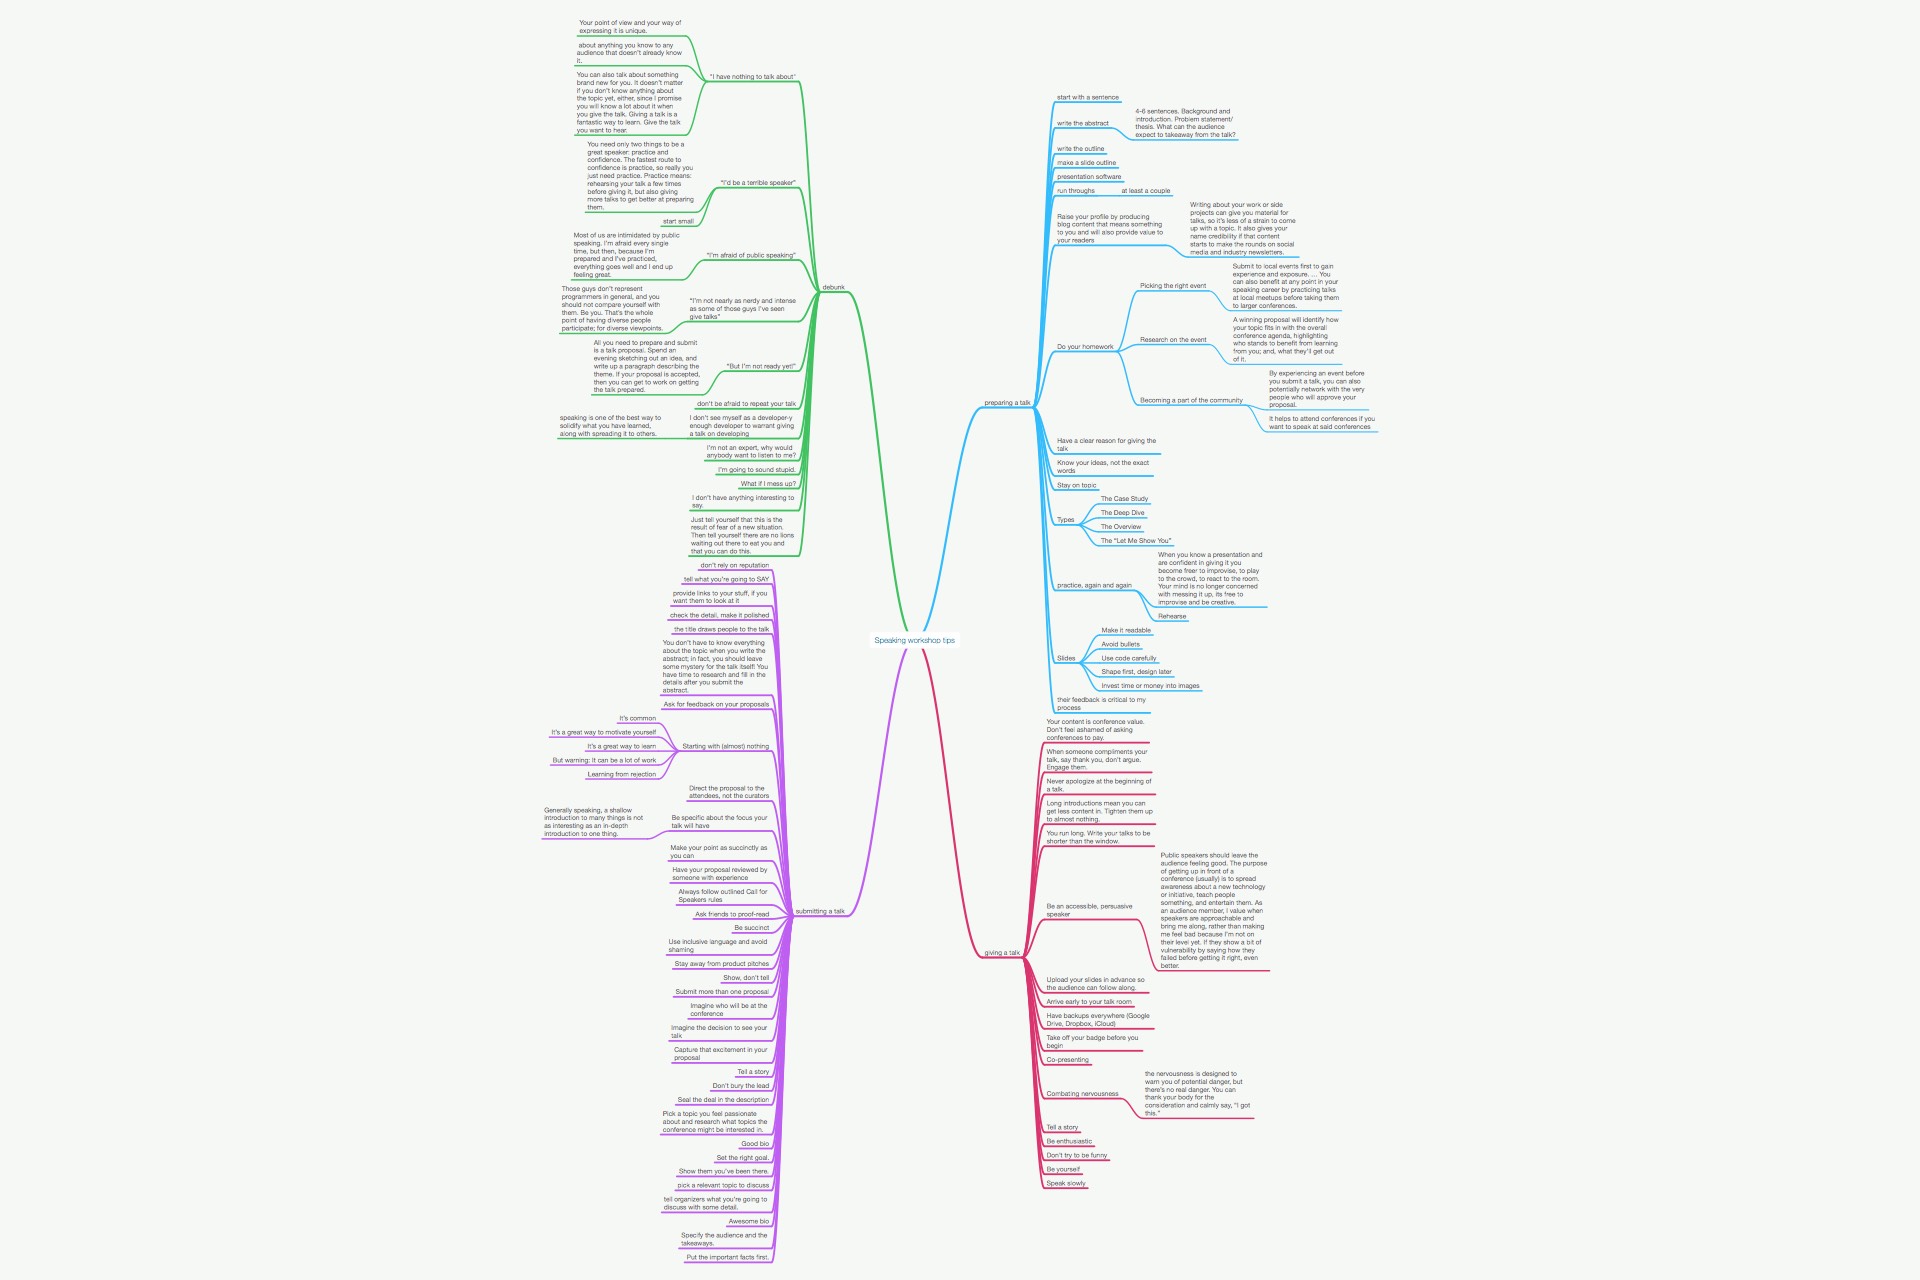 Speaking workshop tips
debunk
"I have nothing to talk about"
Your point of view and your way of
expressing it is unique.
about anything you know to any
audience that doesn't already know
it.
You can also talk about something
brand new for you. It doesn't matter
if you don't know anything about
the topic yet, either, since I promise
you will know a lot about it when
you give the talk. Giving a talk is a
fantastic way to learn. Give the talk
you want to hear.
"I'd be a terrible speaker"
You need only two things to be a
great speaker: practice and
confidence. The fastest route to
confidence is practice, so really you
just need practice. Practice means:
rehearsing your talk a few times
before giving it, but also giving
more talks to get better at preparing
them.
start small
"I'm afraid of public speaking"
Most of us are intimidated by public
speaking. I'm afraid every single
time, but then, because I'm
prepared and I've practiced,
everything goes well and I end up
feeling great.
"I'm not nearly as nerdy and intense
as some of those guys I've seen
give talks"
Those guys don't represent
programmers in general, and you
should not compare yourself with
them. Be you. That's the whole
point of having diverse people
participate; for diverse viewpoints.
"But I'm not ready yet!"
All you need to prepare and submit
is a talk proposal. Spend an
evening sketching out an idea, and
write up a paragraph describing the
theme. If your proposal is accepted,
then you can get to work on getting
the talk prepared.
don't be afraid to repeat your talk
I don't see myself as a developer-y
enough developer to warrant giving
a talk on developing
speaking is one of the best way to
solidify what you have learned,
along with spreading it to others.
I'm not an expert, why would
anybody want to listen to me?
I'm going to sound stupid.
What if I mess up?
I don't have anything interesting to
say.
Just tell yourself that this is the
result of fear of a new situation.
Then tell yourself there are no lions
waiting out there to eat you and
that you can do this.
preparing a talk
start with a sentence
write the abstract
4-6 sentences. Background and
introduction. Problem statement/
thesis. What can the audience
expect to takeaway from the talk?
write the outline
make a slide outline
presentation software
run throughs
at least a couple
Raise your profile by producing
blog content that means something
to you and will also provide value to
your readers
Writing about your work or side
projects can give you material for
talks, so it's less of a strain to come
up with a topic. It also gives your
name credibility if that content
starts to make the rounds on social
media and industry newsletters.
Do your homework
Picking the right event
Submit to local events first to gain
experience and exposure. ... You
can also benefit at any point in your
speaking career by practicing talks
at local meetups before taking them
to larger conferences.
Research on the event
A winning proposal will identify how
your topic fits in with the overall
conference agenda, highlighting
who stands to benefit from learning
from you; and, what they'll get out
of it.
Becoming a part of the community
By experiencing an event before
you submit a talk, you can also
potentially network with the very
people who will approve your
proposal.
It helps to attend conferences if you
want to speak at said conferences
Have a clear reason for giving the
talk
Know your ideas, not the exact
words
Stay on topic
Types
The Case Study
The Deep Dive
The Overview
The "Let Me Show You"
practice, again and again
When you know a presentation and
are confident in giving it you
become freer to improvise, to play
to the crowd, to react to the room.
Your mind is no longer concerned
with messing it up, its free to
improvise and be creative.
Rehearse
Slides
Make it readable
Avoid bullets
Use code carefully
Shape first, design later
Invest time or money into images
their feedback is critical to my
process
submitting a talk
don't rely on reputation
tell what you're going to SAY
provide links to your stuff, if you
want them to look at it
check the detail, make it polished
the title draws people to the talk
You don't have to know everything
about the topic when you write the
abstract; in fact, you should leave
some mystery for the talk itself! You
have time to research and fill in the
details after you submit the
abstract.
Ask for feedback on your proposals
Starting with (almost) nothing
It's common
It's a great way to motivate yourself
It's a great way to learn
But warning: It can be a lot of work
Learning from rejection
Direct the proposal to the
attendees, not the curators
Be specific about the focus your
talk will have
Generally speaking, a shallow
introduction to many things is not
as interesting as an in-depth
introduction to one thing.
Make your point as succinctly as
you can
Have your proposal reviewed by
someone with experience
Always follow outlined Call for
Speakers rules
Ask friends to proof-read
Be succinct
Use inclusive language and avoid
shaming
Stay away from product pitches
Show, don't tell
Submit more than one proposal
Imagine who will be at the
conference
Imagine the decision to see your
talk
Capture that excitement in your
proposal
Tell a story
Don't bury the lead
Seal the deal in the description
Pick a topic you feel passionate
about and research what topics the
conference might be interested in.
Good bio
Set the right goal.
Show them you've been there.
pick a relevant topic to discuss
tell organizers what you're going to
discuss with some detail.
Awesome bio
Specify the audience and the
takeaways.
Put the important facts first.
giving a talk
Your content is conference value.
Don't feel ashamed of asking
conferences to pay.
When someone compliments your
talk, say thank you, don't argue.
Engage them.
Never apologize at the beginning of
a talk.
Long introductions mean you can
get less content in. Tighten them up
to almost nothing.
You run long. Write your talks to be
shorter than the window.
Be an accessible, persuasive
speaker
Public speakers should leave the
audience feeling good. The purpose
of getting up in front of a
conference (usually) is to spread
awareness about a new technology
or initiative, teach people
something, and entertain them. As
an audience member, I value when
speakers are approachable and
bring me along, rather than making
me feel bad because I'm not on
their level yet. If they show a bit of
vulnerability by saying how they
failed before getting it right, even
better.
Upload your slides in advance so
the audience can follow along.
Arrive early to your talk room
Have backups everywhere (Google
Drive, Dropbox, iCloud)
Take off your badge before you
begin
Co-presenting
Combating nervousness
the nervousness is designed to
warn you of potential danger, but
there's no real danger. You can
thank your body for the
consideration and calmly say, "I got
this."
Tell a story
Be enthusiastic
Don't try to be funny
Be yourself
Speak slowly